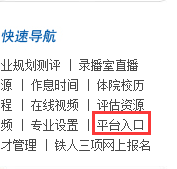 快速导航
业规划测评 | 录播室直播
源 | 作息时间 | 体院校历
程 | 在线视频 | 评估资源
频 | 专业设置 | 平台入口
才管理 | 铁人三项网上报名